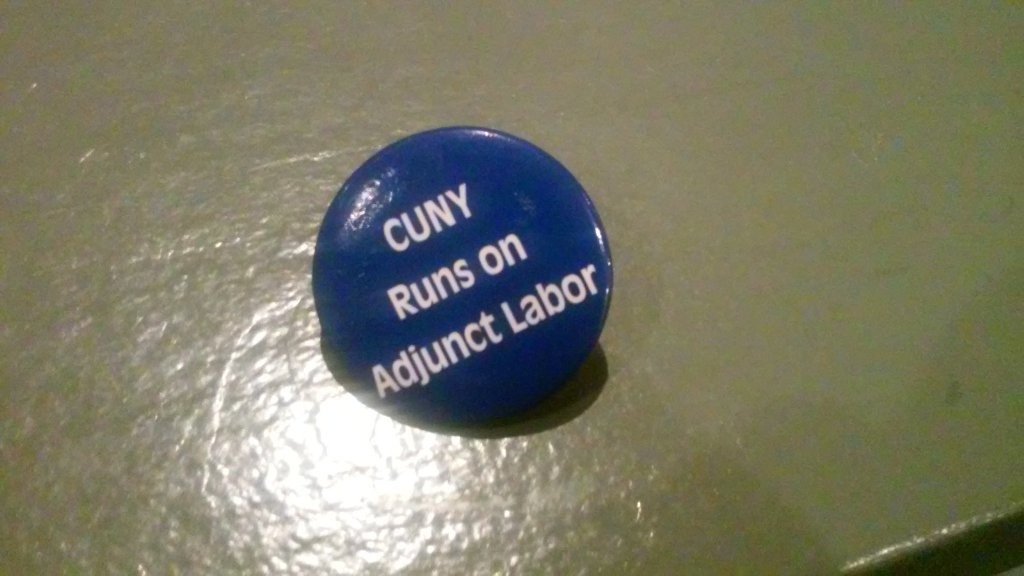 CUNY
Runs on
Adjunct Labor